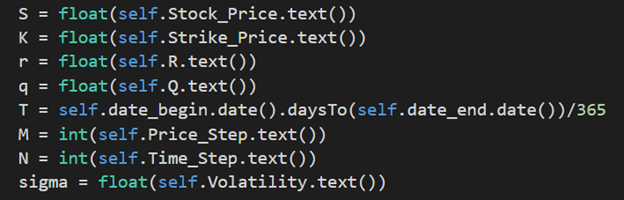 S = float(self.Stock_Price.text())
K = float(self.Strike_Price.text())
r = float(self.R.text())
q = float(self.Q.text())
T = self.date_begin.date().daysTo(self.date_end.date())/365
M = int(self.Price_Step.text())
N = int(self.Time_Step.text())
sigma = float(self.Volatility.text())